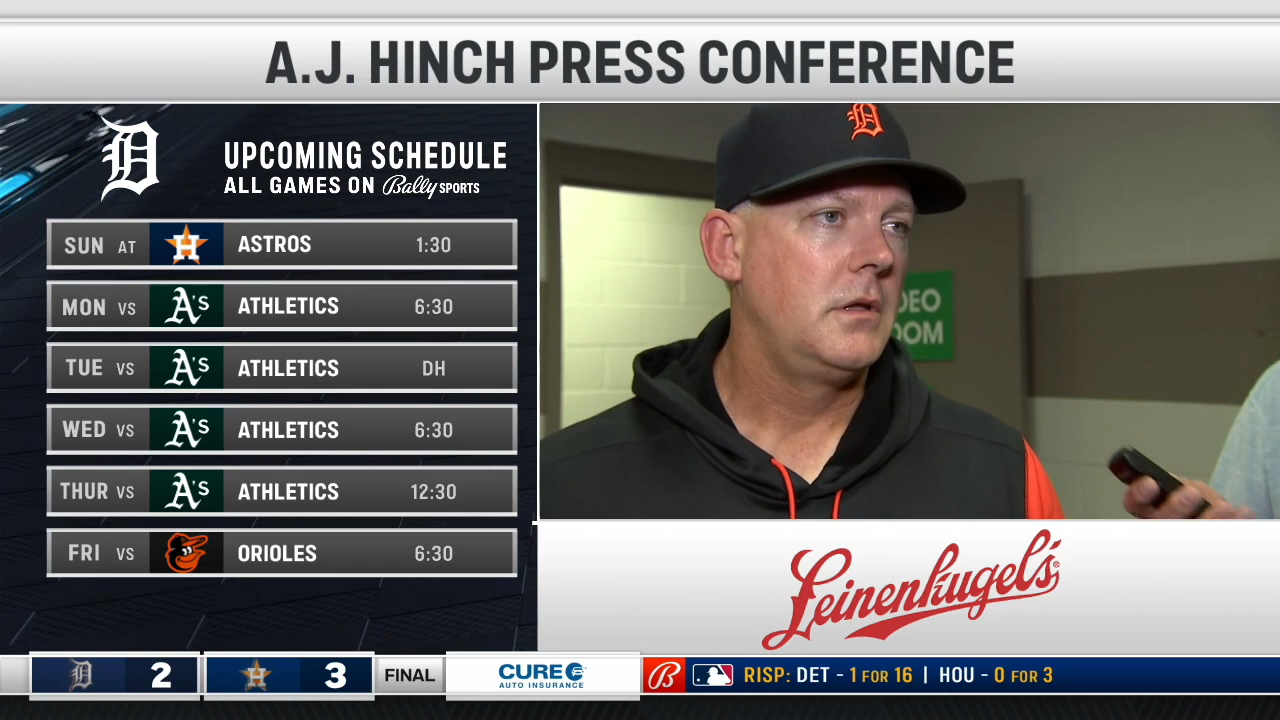 A.J. HINCH PRESS CONFERENCE
D
UPCOMING SCHEDULE
ALL GAMES ON Bally SPORTS
SUN AT H ASTROS 1:30
MON VS A's ATHLETICS 6:30
TUE VS A's ATHLETICS DH
WED VS A's ATHLETICS 6:30
THUR VS A's ATHLETICS 12:30
FRI VS ORIOLES 6:30
D
DEO
OOM
Leinenkugel's®
D 2 H 3 FINAL CURE AUTO INSURANCE B RISP: DET - 1 FOR 16 | HOU - 0 FOR 3